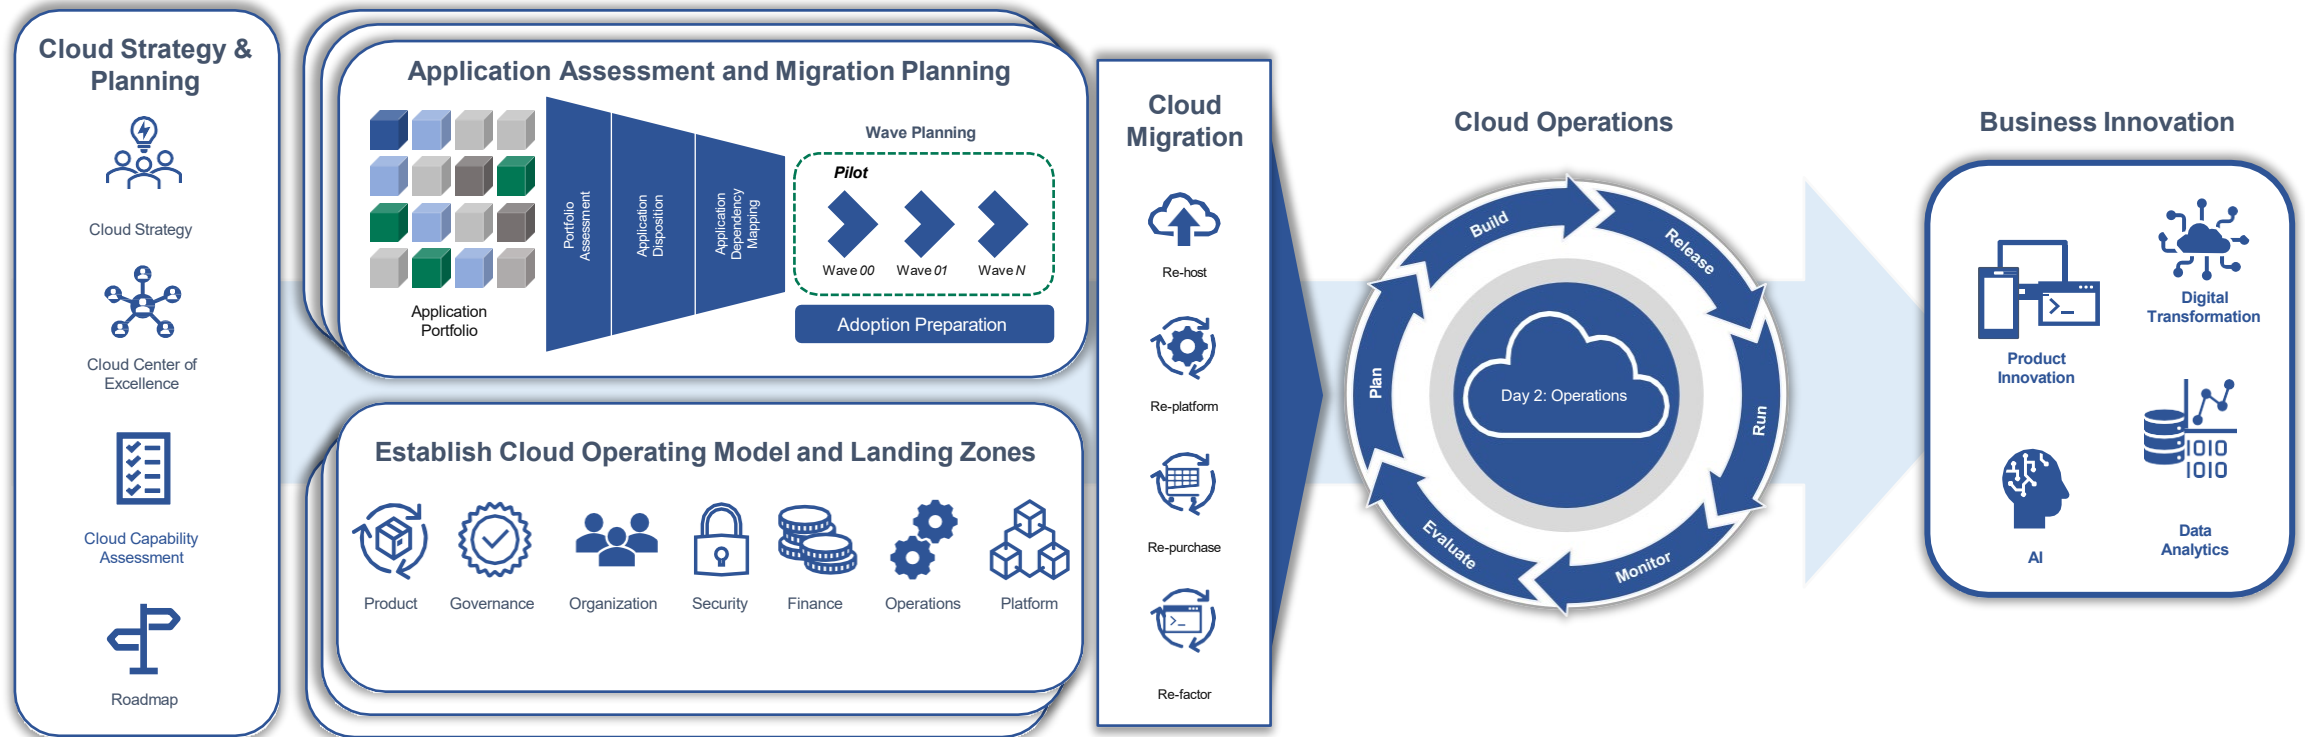 Cloud Strategy &
Planning
Cloud Strategy
Cloud Center of
Excellence
Cloud Capability
Assessment
Roadmap
Application Assessment and Migration Planning
Application
Portfolio
Portfolio
Assessment
Application
Disposition
Application
Dependency
Mapping
Wave Planning
Pilot
Wave 00
Wave 01
Wave N
Adoption Preparation
Establish Cloud Operating Model and Landing Zones
Product
Governance
Organization
Security
Finance
Operations
Platform
Cloud
Migration
Re-host
Re-platform
Re-purchase
>_
Re-factor
Cloud Operations
Build
Release
Run
Monitor
Evaluate
Plan
Day 2: Operations
Business Innovation
>_
Product
Innovation
Digital
Transformation
AI
IOIO
IOIO
Data
Analytics